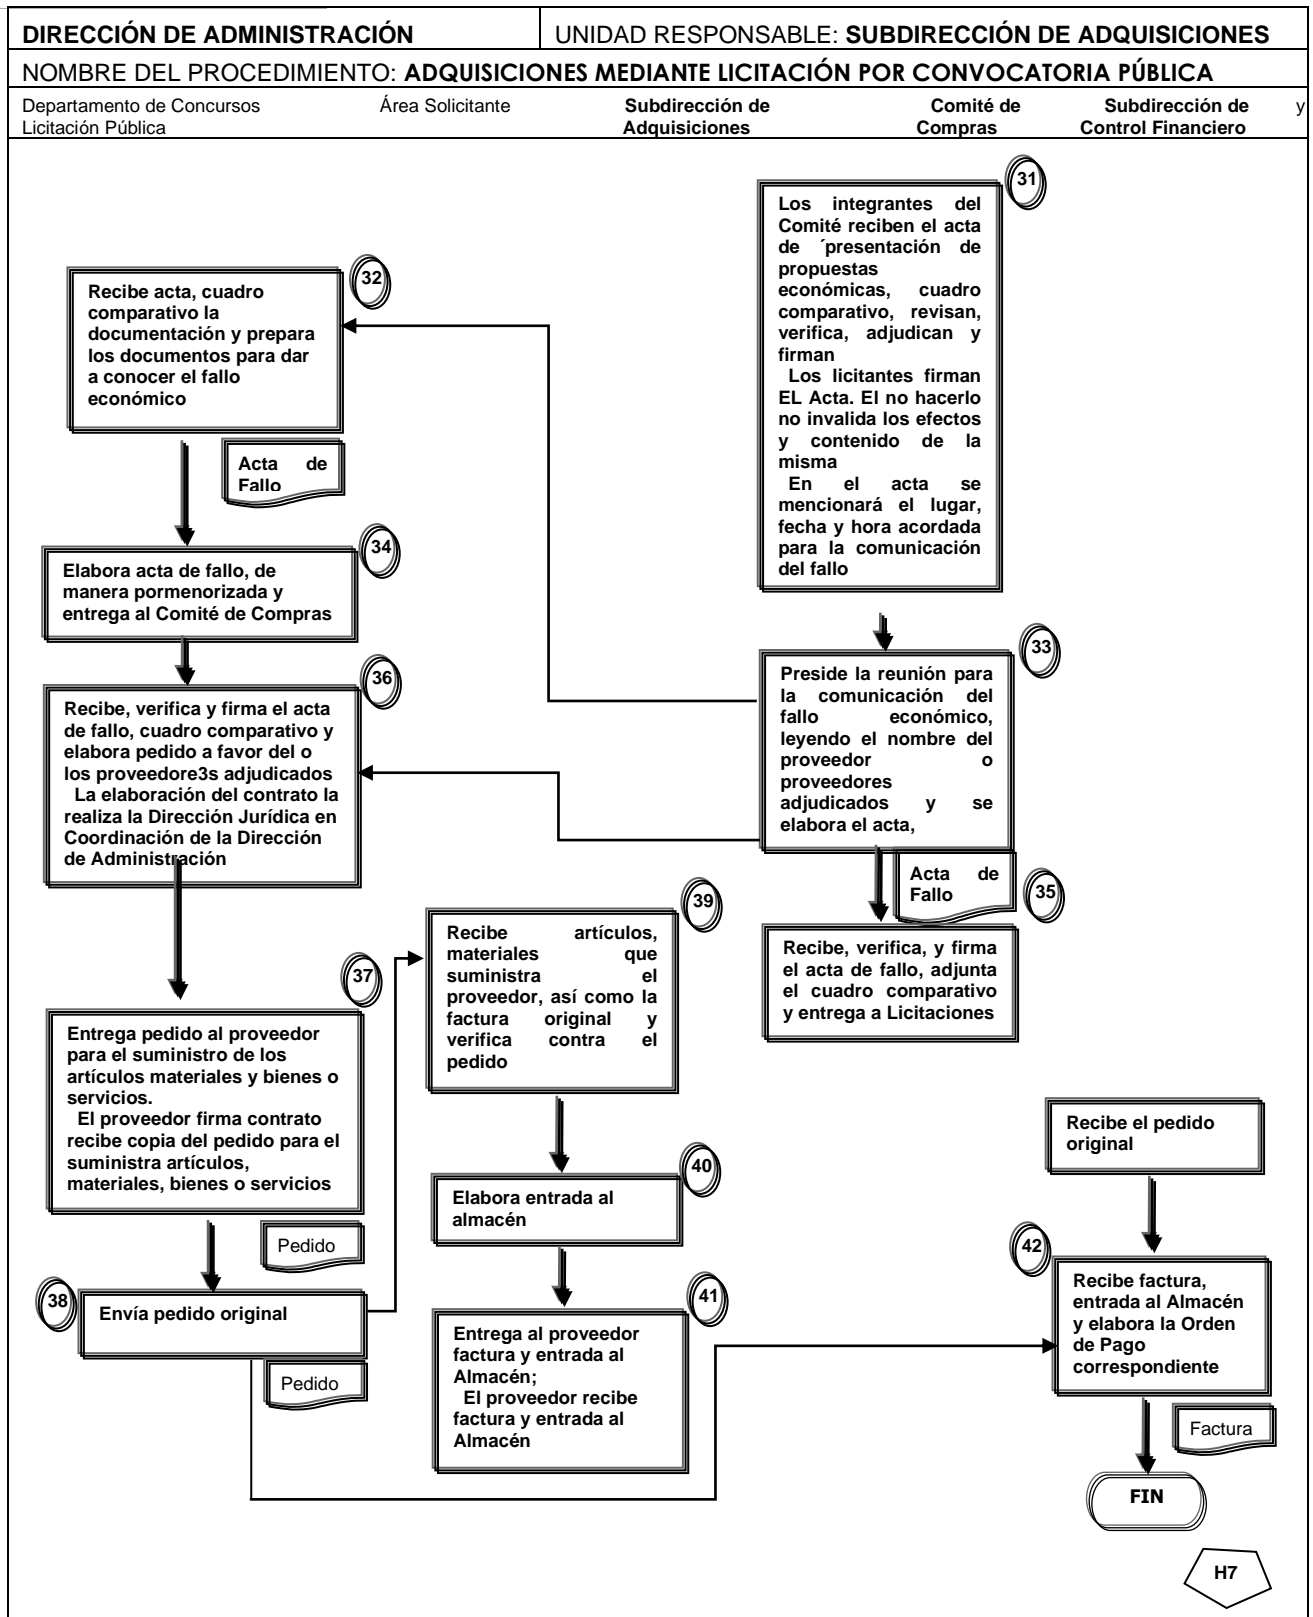 DIRECCIÓN DE ADMINISTRACIÓN
UNIDAD RESPONSABLE: SUBDIRECCIÓN DE ADQUISICIONES
NOMBRE DEL PROCEDIMIENTO: ADQUISICIONES MEDIANTE LICITACIÓN POR CONVOCATORIA PÚBLICA
Departamento de Concursos
Licitación Pública
Área Solicitante
Subdirección de
Adquisiciones
Comité de
Compras
Subdirección de
Control Financiero
y
31
Los integrantes del
Comité reciben el acta
de ´presentación de
propuestas
económicas, cuadro
comparativo, revisan,
verifica, adjudican y
firman
Los licitantes firman
EL Acta. El no hacerlo
no invalida los efectos
y contenido de la
misma
En el acta se
mencionará el lugar,
fecha y hora acordada
para la comunicación
del fallo
32
Recibe acta, cuadro
comparativo la
documentación y prepara
los documentos para dar
a conocer el fallo
económico
Acta de
Fallo
34
Elabora acta de fallo, de
manera pormenorizada y
entrega al Comité de Compras
33
Preside la reunión para
la comunicación del
fallo económico,
leyendo el nombre del
proveedor o
proveedores
adjudicados y se
elabora el acta,
36
Recibe, verifica y firma el acta
de fallo, cuadro comparativo y
elabora pedido a favor del o
los proveedore3s adjudicados
La elaboración del contrato la
realiza la Dirección Jurídica en
Coordinación de la Dirección
de Administración
Acta de
Fallo
35
Recibe, verifica, y firma
el acta de fallo, adjunta
el cuadro comparativo
y entrega a Licitaciones
39
Recibe artículos,
materiales que
suministra el
proveedor, así como la
factura original y
verifica contra el
pedido
37
Entrega pedido al proveedor
para el suministro de los
artículos materiales y bienes o
servicios.
El proveedor firma contrato
recibe copia del pedido para el
suministra artículos,
materiales, bienes o servicios
Recibe el pedido
original
40
Elabora entrada al
almacén
Pedido
38
Envía pedido original
Pedido
41
Entrega al proveedor
factura y entrada al
Almacén;
El proveedor recibe
factura y entrada al
Almacén
42
Recibe factura,
entrada al Almacén
y elabora la Orden
de Pago
correspondiente
Factura
FIN
H7